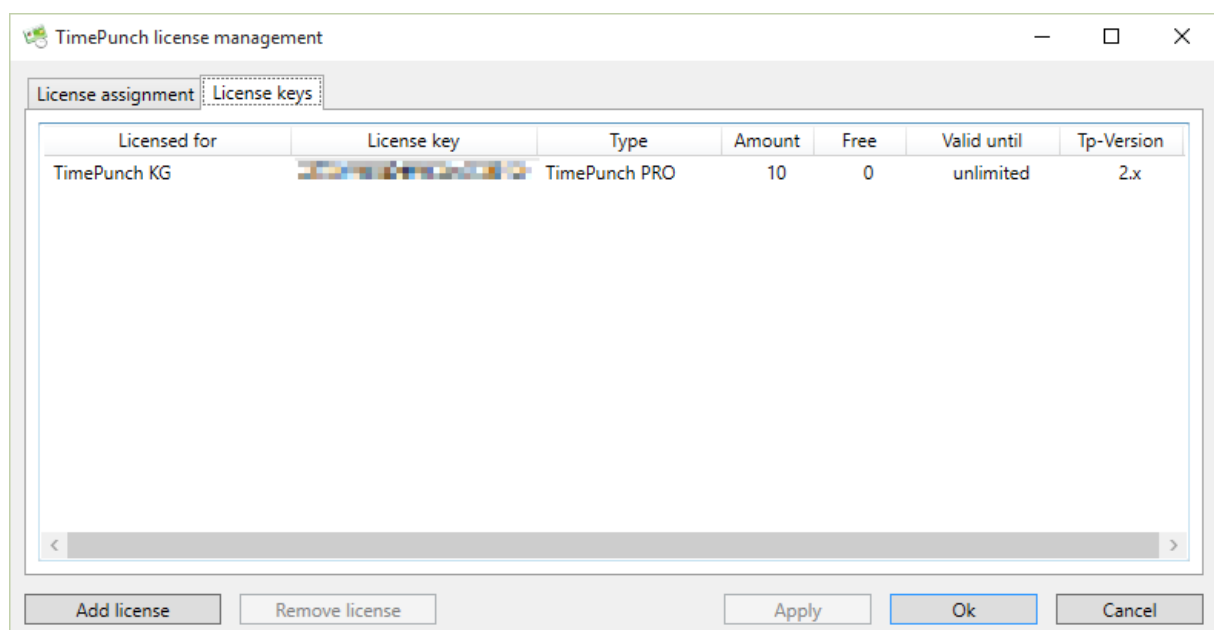 TimePunch license management
License assignment License keys
Licensed for License key Type Amount Free Valid until Tp-Version
TimePunch KG TimePunch PRO 10 0 unlimited 2.x
Add license Remove license Apply Ok Cancel